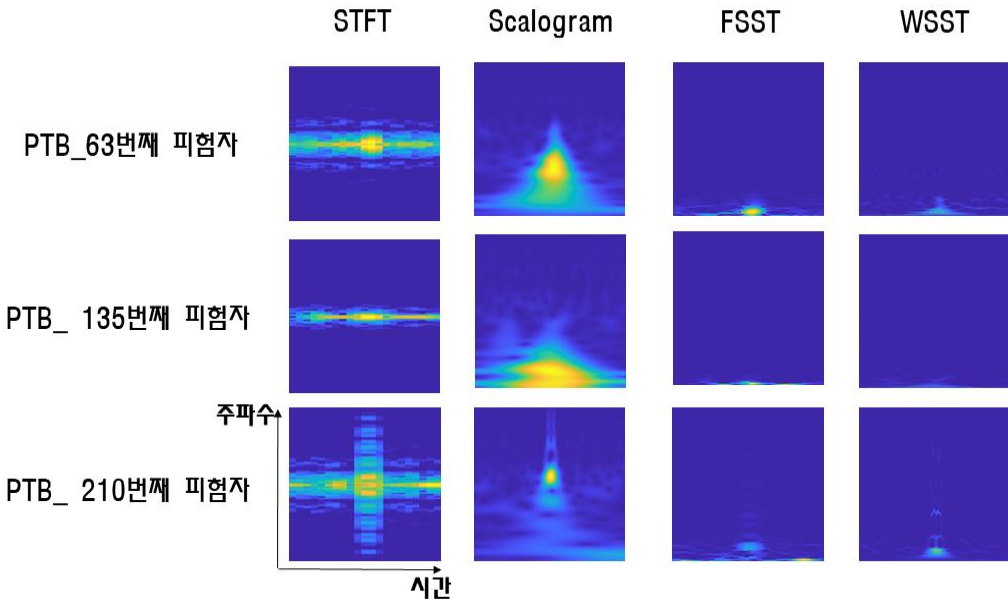 STFT Scalogram FSST WSST
PTB_63번째 피험자
PTB_ 135번째 피험자
주파수
PTB_ 210번째 피험자
시간